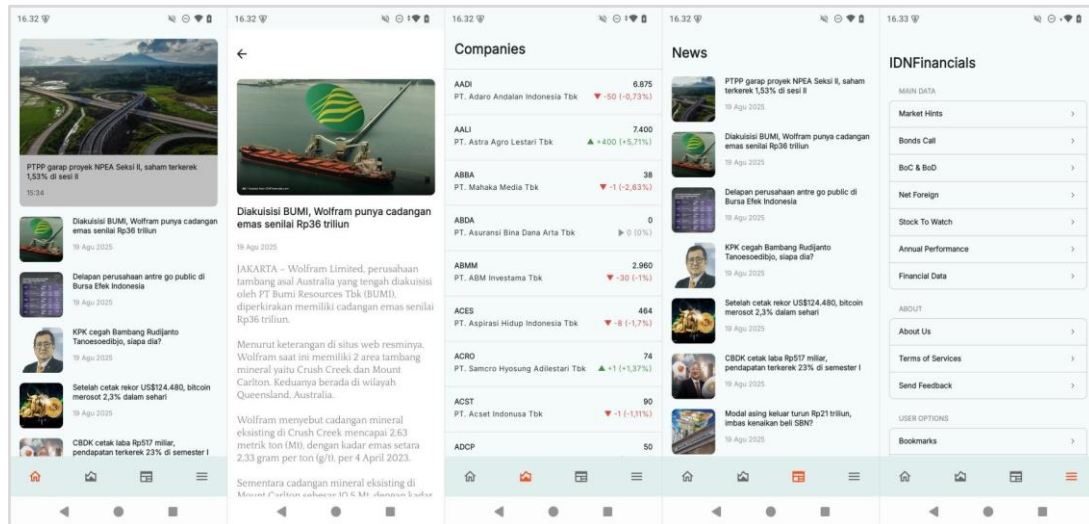 16.32
PTPP garap proyek NPEA Seksi II, saham terkerek
1,53% di sesi II
15:34
Diakuisisi BUMI, Wolfram punya cadangan
emas senilai Rp36 triliun
19 Agu 2025
Delapan perusahaan antre go public di
Bursa Efek Indonesia
19 Agu 2025
KPK cegah Bambang Rudijanto
Tanoesoedibjo, siapa dia?
19 Agu 2025
Setelah cetak rekor US$124.480, bitcoin
merosot 2,3% dalam sehari
19 Agu 2025
CBDK cetak laba Rp517 miliar,
pendapatan terkerek 23% di semester I
16.32
Diakuisisi BUMI, Wolfram punya cadangan
emas senilai Rp36 triliun
19 Agu 2025
JAKARTA – Wolfram Limited, perusahaan
tambang asal Australia yang tengah diakuisisi
oleh PT Bumi Resources Tbk (BUMI),
diperkirakan memiliki cadangan emas senilai
Rp36 triliun.
Menurut keterangan di situs web resminya,
Wolfram saat ini memiliki 2 area tambang
mineral yaitu Crush Creek dan Mount
Carlton. Keduanya berada di wilayah
Queensland, Australia.
Wolfram menyebut cadangan mineral
eksisting di Crush Creek mencapai 2,63
metrik ton (Mt), dengan kadar emas setara
2,33 gram per ton (g/t), per 4 April 2023.
Sementara cadangan mineral eksisting di
Mount Carlton sebesar 10,5 Mt, dengan kadar
16.32
Companies
AADI 6.875
PT. Adaro Andalan Indonesia Tbk ▼ -50 (-0,73%)
AALI 7.400
PT. Astra Agro Lestari Tbk ▲ +400 (+5,71%)
ABBA 38
PT. Mahaka Media Tbk ▼ -1 (-2,63%)
ABDA 0
PT. Asuransi Bina Dana Arta Tbk ▶ 0 (0%)
ABMM 2.960
PT. ABM Investama Tbk ▼ -30 (-1%)
ACES 464
PT. Aspirasi Hidup Indonesia Tbk ▼ -8 (-1,7%)
ACRO 74
PT. Samcro Hyosung Adilestari Tbk ▲ +1 (+1,37%)
ACST 90
PT. Acset Indonusa Tbk ▼ -1 (-1,11%)
ADCP 50
16.32
News
PTPP garap proyek NPEA Seksi II, saham
terkerek 1,53% di sesi II
19 Agu 2025
Diakuisisi BUMI, Wolfram punya cadangan
emas senilai Rp36 triliun
19 Agu 2025
Delapan perusahaan antre go public di
Bursa Efek Indonesia
19 Agu 2025
KPK cegah Bambang Rudijanto
Tanoesoedibjo, siapa dia?
19 Agu 2025
Setelah cetak rekor US$124.480, bitcoin
merosot 2,3% dalam sehari
19 Agu 2025
CBDK cetak laba Rp517 miliar,
pendapatan terkerek 23% di semester I
19 Agu 2025
Modal asing keluar turun Rp21 triliun,
imbas kenaikan beli SBN?
19 Agu 2025
16.33
IDNFinancials
MAIN DATA
Market Hints
Bonds Call
BoC & BoD
Net Foreign
Stock To Watch
Annual Performance
Financial Data
ABOUT
About Us
Terms of Services
Send Feedback
USER OPTIONS
Bookmarks